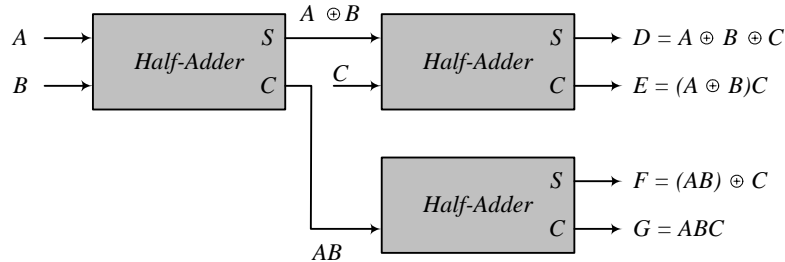 A ⊕ B
A S S D = A ⊕ B ⊕ C
Half-Adder Half-Adder
B C C C E = (A ⊕ B)C
S F = (AB) ⊕ C
Half-Adder
C G = ABC
AB